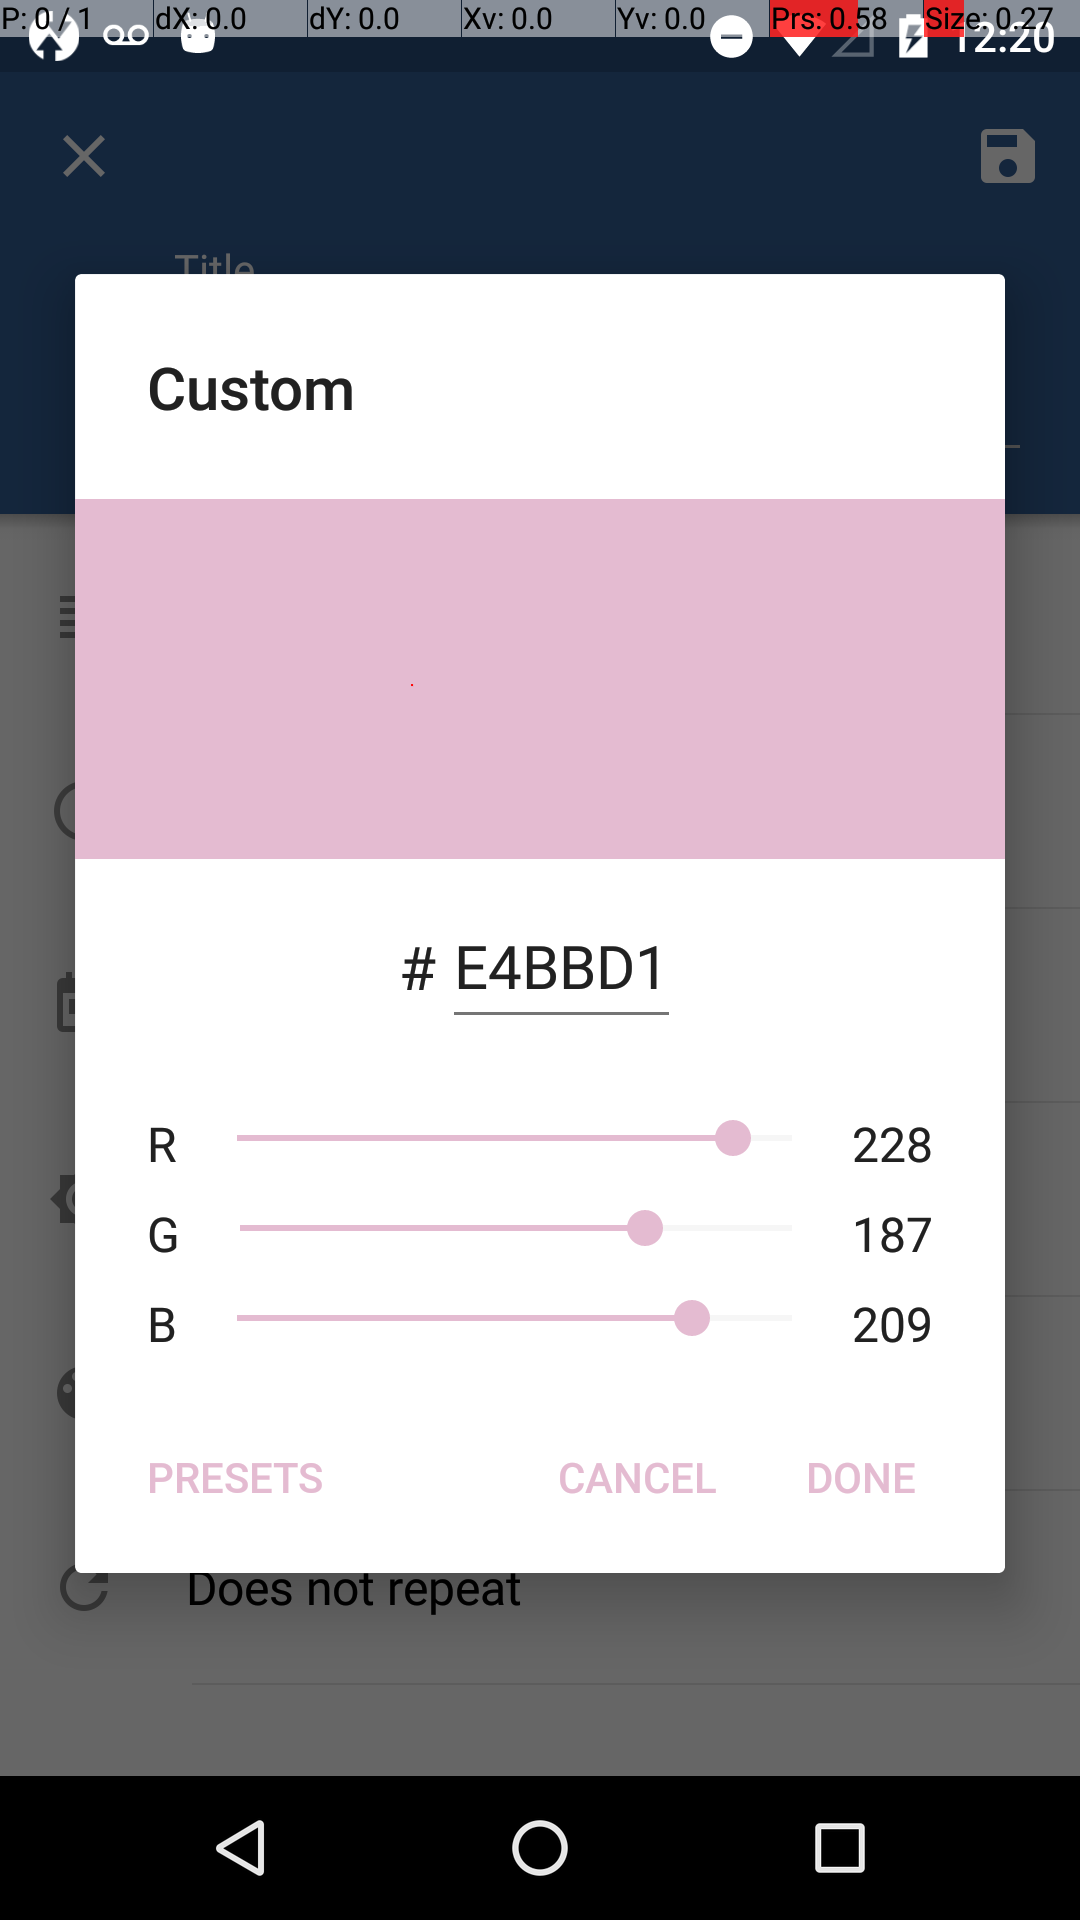 P: 0 / 1 dX: 0.0 dY: 0.0 Xv: 0.0 Yv: 0.0 Prs: 0.58 Size: 0.27
12:20
Title
Custom
# E4BBD1
R 228
G 187
B 209
PRESETS CANCEL DONE
Does not repeat